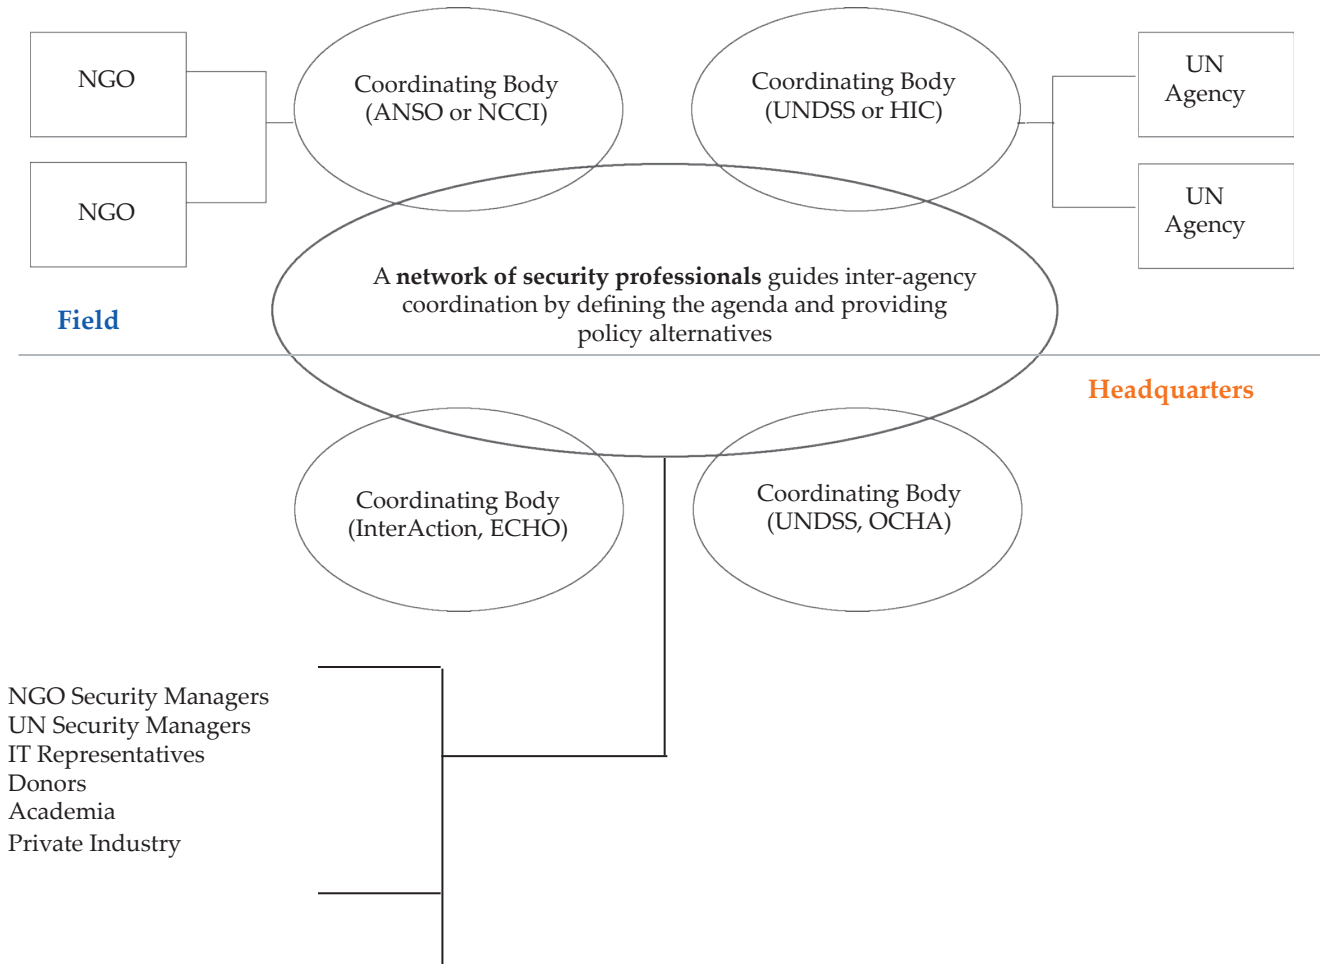 NGO
Coordinating Body
(ANSO or NCCI)
Coordinating Body
(UNDSS or HIC)
UN
Agency
NGO
UN
Agency
A network of security professionals guides inter-agency
coordination by defining the agenda and providing
policy alternatives
Field
Headquarters
Coordinating Body
(InterAction, ECHO)
Coordinating Body
(UNDSS, OCHA)
NGO Security Managers
UN Security Managers
IT Representatives
Donors
Academia
Private Industry